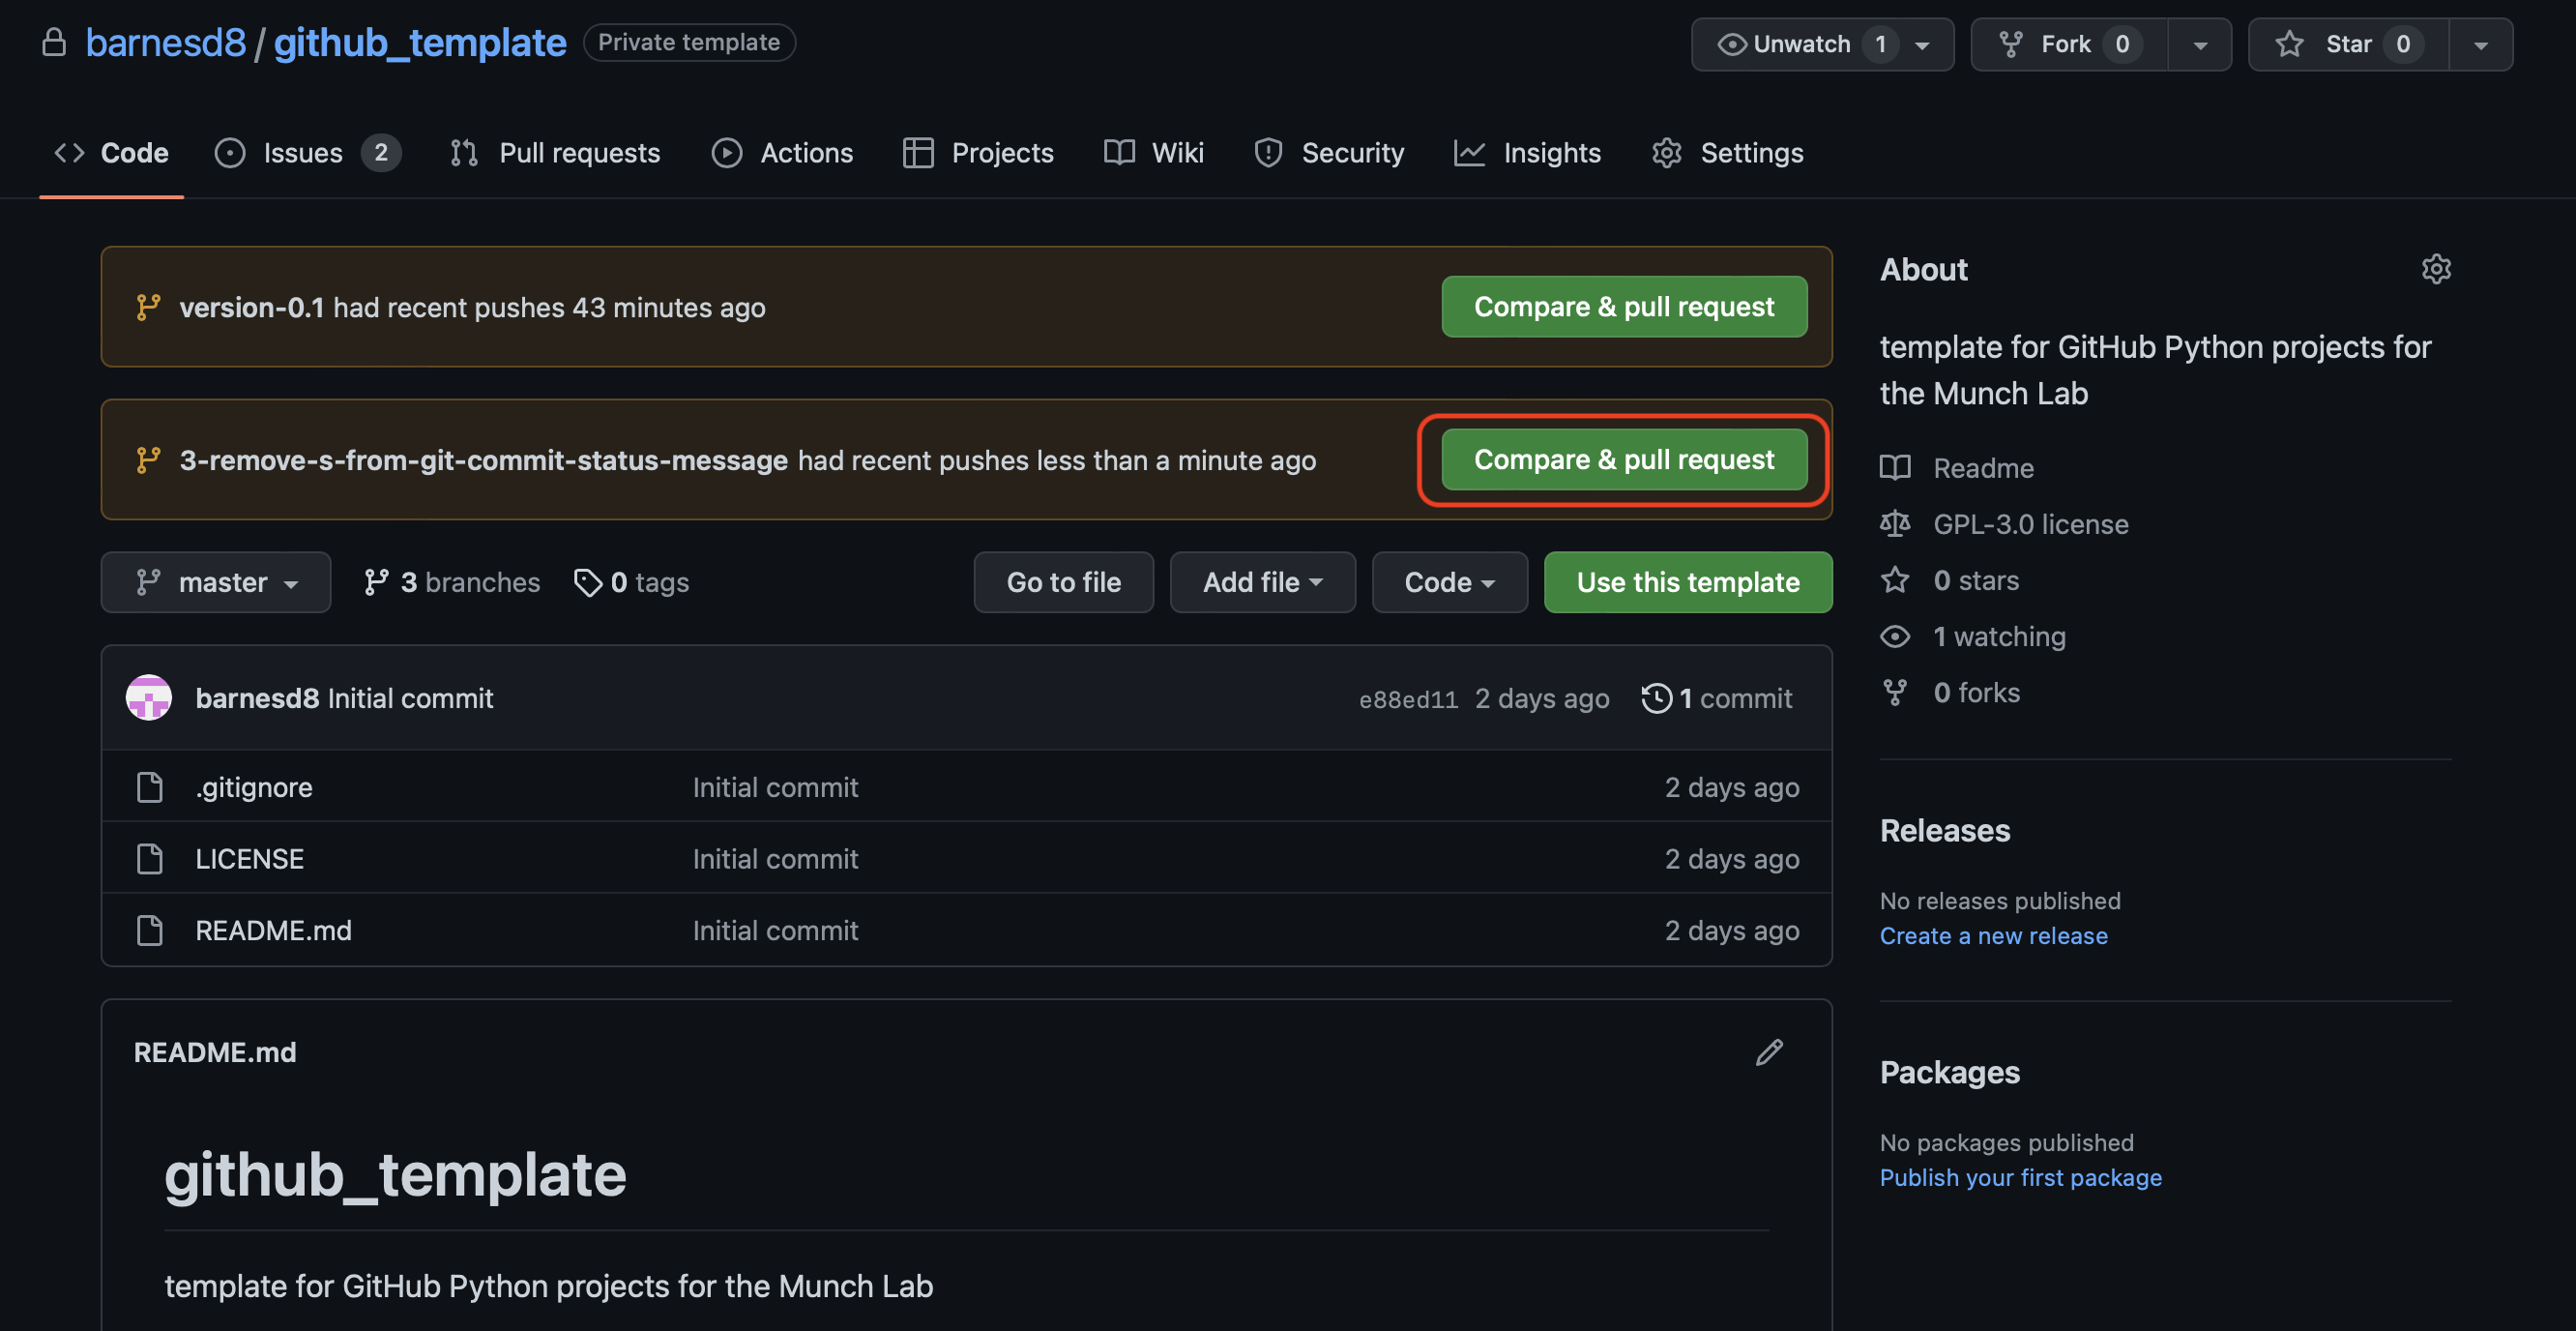 barnesd8 / github_template Private template Unwatch 1 Fork 0 Star 0
Code Issues 2 Pull requests Actions Projects Wiki Security Insights Settings
version-0.1 had recent pushes 43 minutes ago Compare & pull request
3-remove-s-from-git-commit-status-message had recent pushes less than a minute ago Compare & pull request
master 3 branches 0 tags Go to file Add file Code Use this template
barnesd8 Initial commit e88ed11 2 days ago 1 commit
.gitignore Initial commit 2 days ago
LICENSE Initial commit 2 days ago
README.md Initial commit 2 days ago
README.md
github_template
template for GitHub Python projects for the Munch Lab
About
template for GitHub Python projects for
the Munch Lab
Readme
GPL-3.0 license
0 stars
1 watching
0 forks
Releases
No releases published
Create a new release
Packages
No packages published
Publish your first package